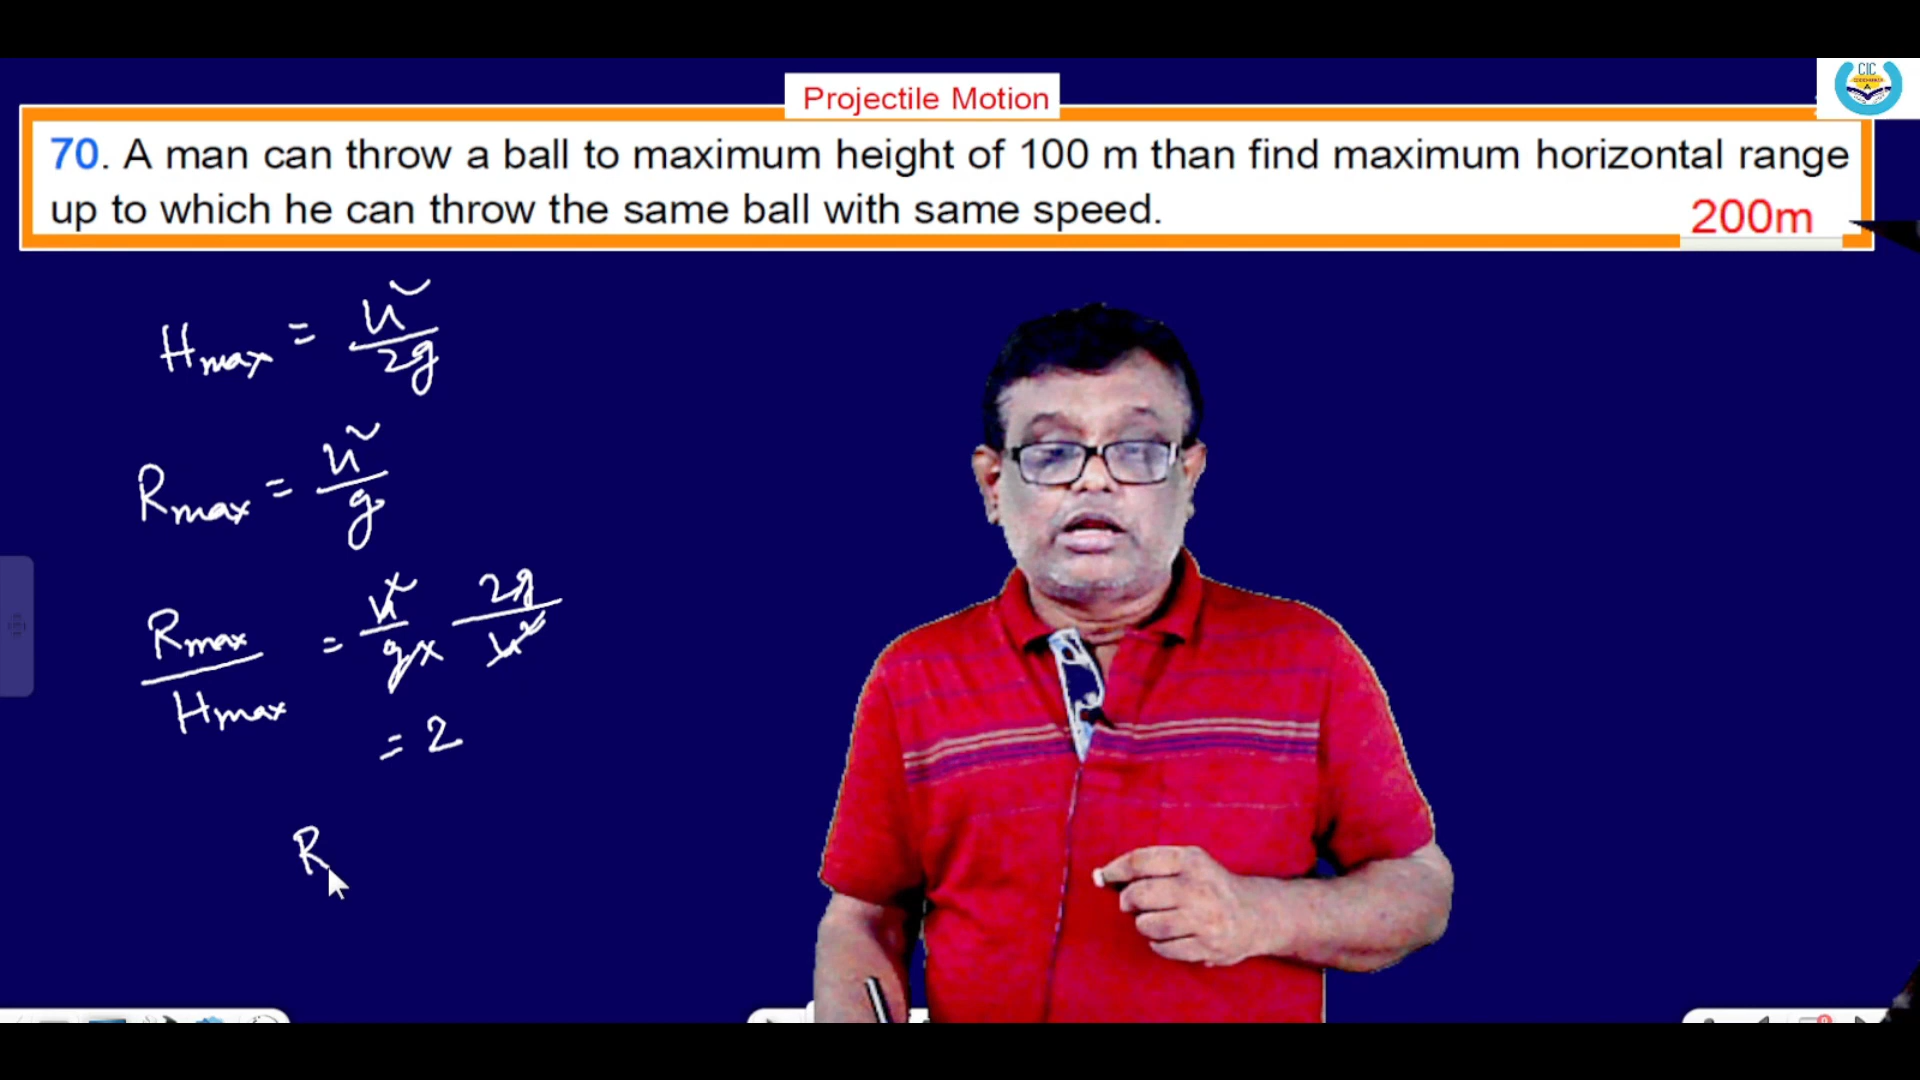 CIC
Projectile Motion
70. A man can throw a ball to maximum height of 100 m than find maximum horizontal range
up to which he can throw the same ball with same speed.
200m
Hmax = u²/2g
Rmax = u²/g
Rmax/Hmax = u²/g x 2g/u²
= 2
R